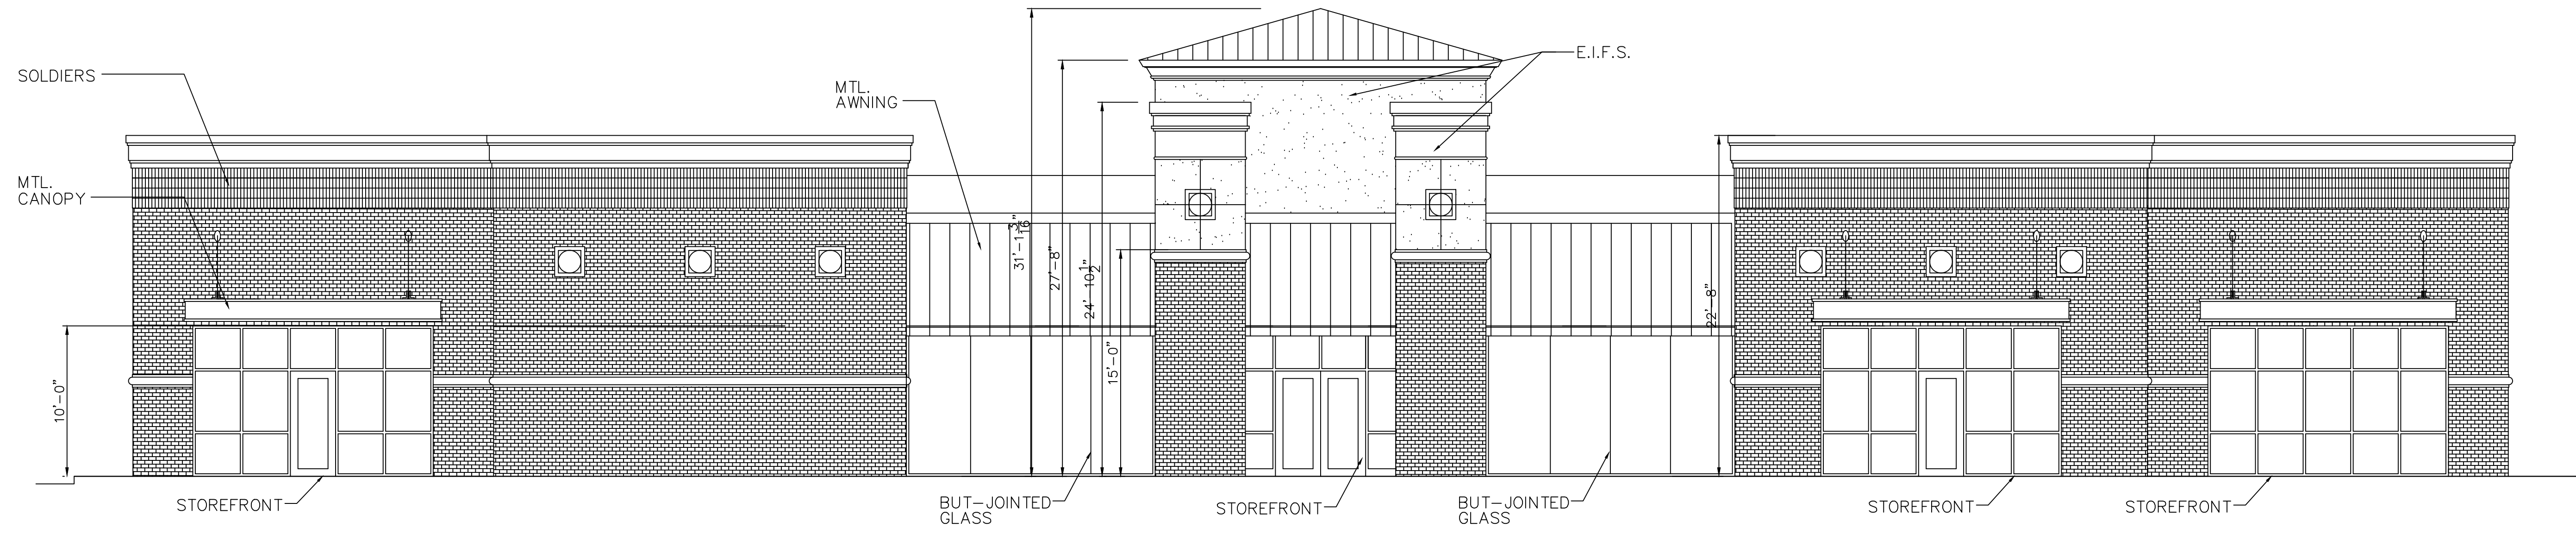 E.I.F.S.
SOLDIERS
MTL.
AWNING
MTL.
CANOPY
31'-1 3"
16
27'-8"
24' 10 1"
2
22'-8"
15'-0"
10'-0"
STOREFRONT
BUT-JOINTED
GLASS
STOREFRONT
BUT-JOINTED
GLASS
STOREFRONT
STOREFRONT